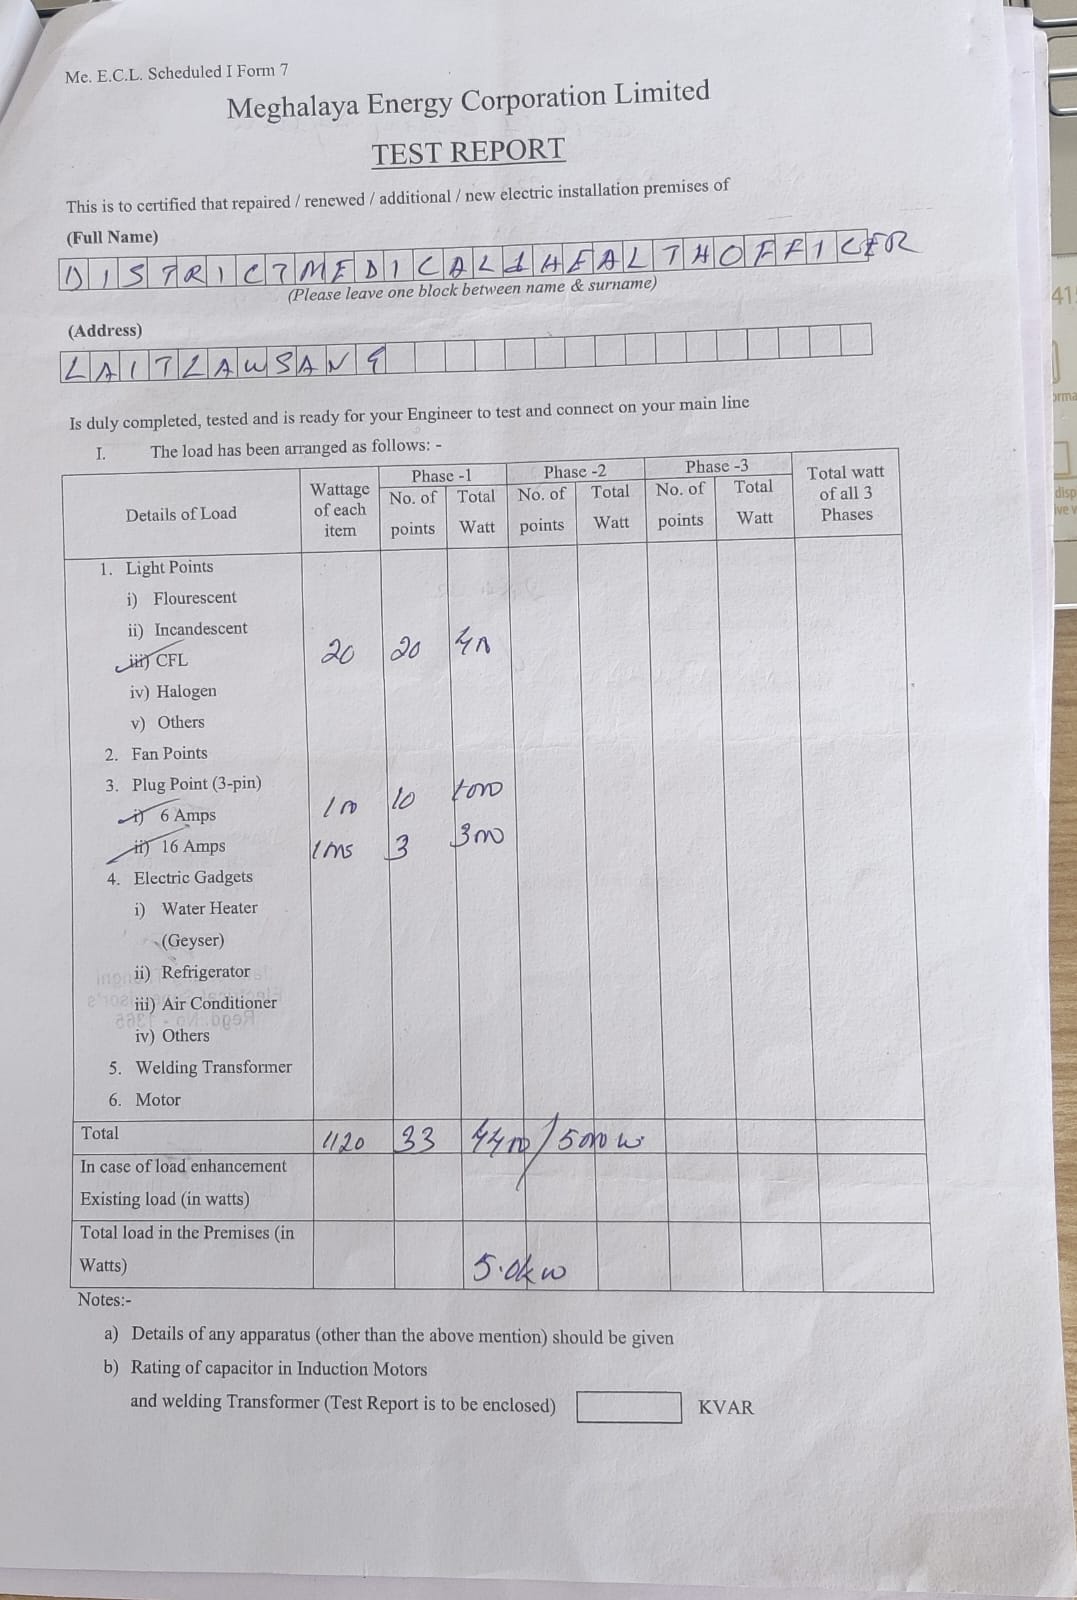 Me. E.C.L. Scheduled I Form 7
Meghalaya Energy Corporation Limited
TEST REPORT
This is to certified that repaired / renewed / additional / new electric installation premises of
(Full Name)
DISTRICT MEDICAL & HEALTH OFFICER
(Please leave one block between name & surname)
(Address)
LAITLAWSANG
Is duly completed, tested and is ready for your Engineer to test and connect on your main line
I. The load has been arranged as follows: -
Details of Load Wattage of each item Phase -1 Phase -2 Phase -3 Total watt of all 3 Phases
No. of points Total Watt No. of points Total Watt No. of points Total Watt
1. Light Points
i) Flourescent
ii) Incandescent
iii) CFL 20 20
iv) Halogen
v) Others
2. Fan Points
3. Plug Point (3-pin)
i) 6 Amps 10
ii) 16 Amps 3
4. Electric Gadgets
i) Water Heater
(Geyser)
ii) Refrigerator
iii) Air Conditioner
iv) Others
5. Welding Transformer
6. Motor
Total 1120 33
In case of load enhancement
Existing load (in watts)
Total load in the Premises (in
Watts) 5.0kw
Notes:-
a) Details of any apparatus (other than the above mention) should be given
b) Rating of capacitor in Induction Motors
and welding Transformer (Test Report is to be enclosed) KVAR